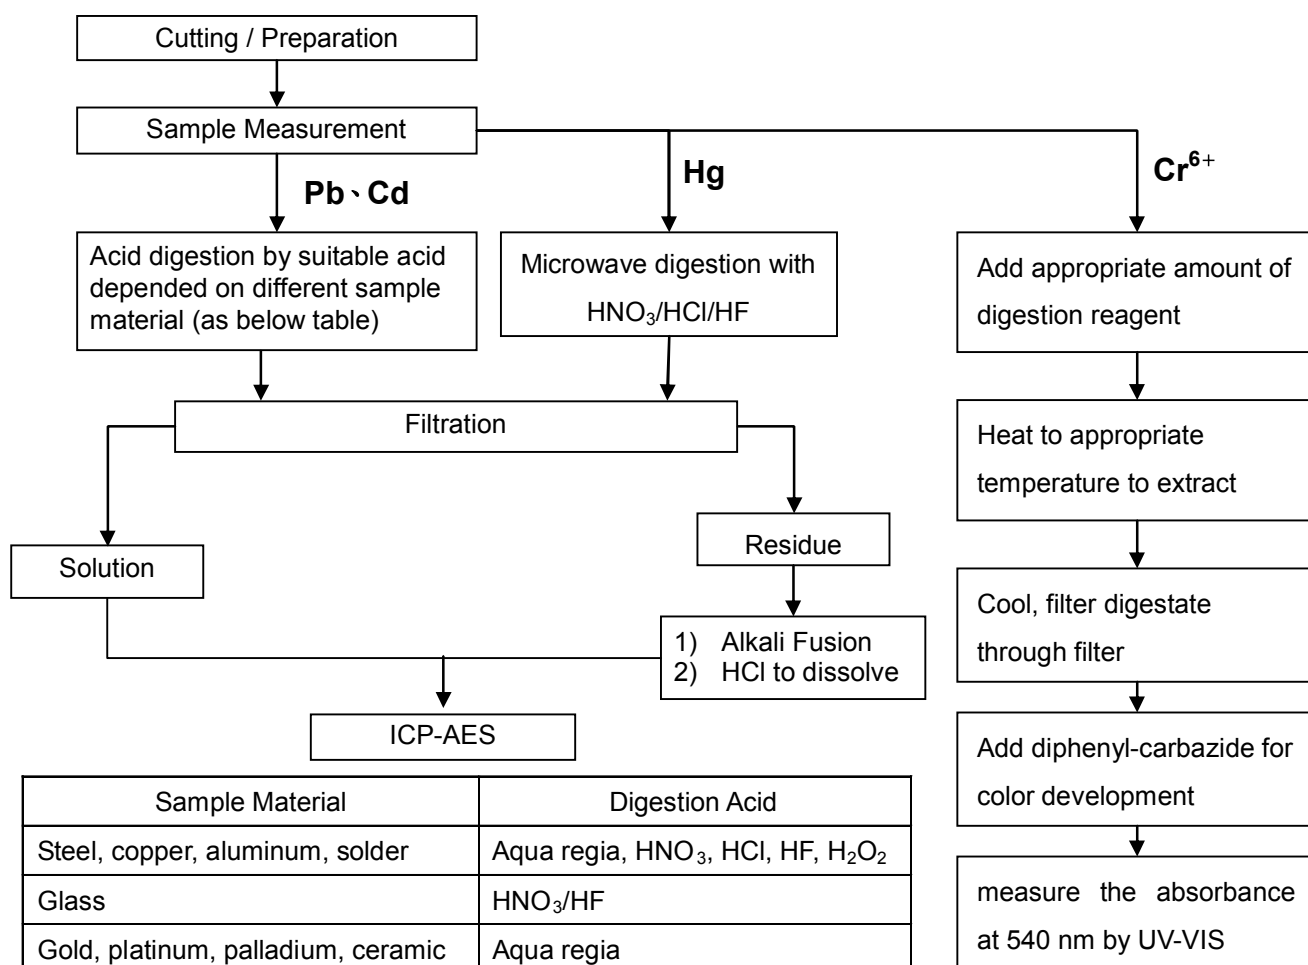 Cutting / Preparation
Sample Measurement
Pb、Cd
Hg
Cr⁶⁺
Acid digestion by suitable acid
depended on different sample
material (as below table)
Microwave digestion with
HNO₃/HCl/HF
Add appropriate amount of
digestion reagent
Filtration
Heat to appropriate
temperature to extract
Solution
Residue
1) Alkali Fusion
2) HCl to dissolve
Cool, filter digestate
through filter
ICP-AES
Add diphenyl-carbazide for
color development
measure the absorbance
at 540 nm by UV-VIS
Sample Material Digestion Acid
Steel, copper, aluminum, solder Aqua regia, HNO₃, HCl, HF, H₂O₂
Glass HNO₃/HF
Gold, platinum, palladium, ceramic Aqua regia